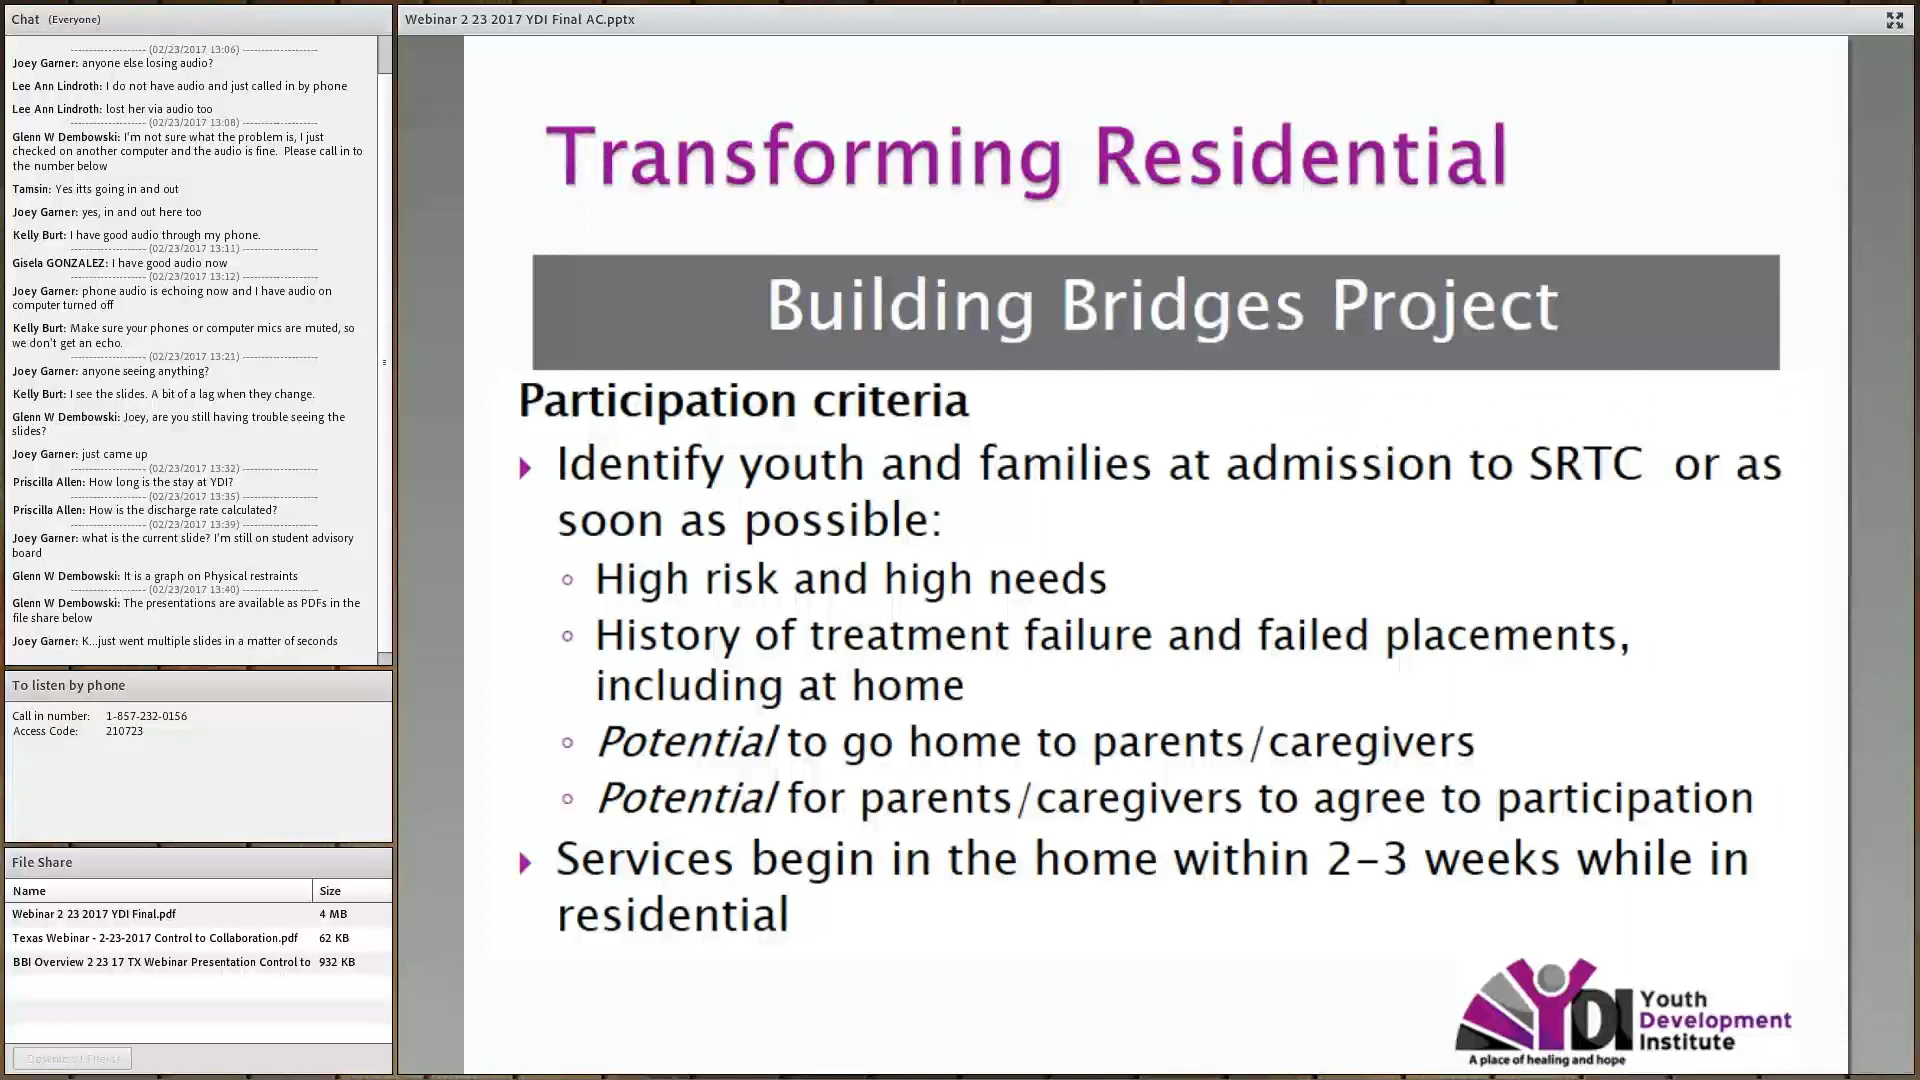 Chat (Everyone)
-------------------- (02/23/2017 13:06) --------------------
Joey Garner: anyone else losing audio?
Lee Ann Lindroth: I do not have audio and just called in by phone
Lee Ann Lindroth: lost her via audio too
-------------------- (02/23/2017 13:08) --------------------
Glenn W Dembowski: I'm not sure what the problem is, I just
checked on another computer and the audio is fine.  Please call in to
the number below
Tamsin: Yes itts going in and out
Joey Garner: yes, in and out here too
Kelly Burt: I have good audio through my phone.
-------------------- (02/23/2017 13:11) --------------------
Gisela GONZALEZ: I have good audio now
-------------------- (02/23/2017 13:12) --------------------
Joey Garner: phone audio is echoing now and I have audio on
computer turned off
Kelly Burt: Make sure your phones or computer mics are muted, so
we don't get an echo.
-------------------- (02/23/2017 13:21) --------------------
Joey Garner: anyone seeing anything?
Kelly Burt: I see the slides. A bit of a lag when they change.
Glenn W Dembowski: Joey, are you still having trouble seeing the
slides?
Joey Garner: just came up
-------------------- (02/23/2017 13:32) --------------------
Priscilla Allen: How long is the stay at YDI?
-------------------- (02/23/2017 13:35) --------------------
Priscilla Allen: How is the discharge rate calculated?
-------------------- (02/23/2017 13:39) --------------------
Joey Garner: what is the current slide? I'm still on student advisory
board
Glenn W Dembowski: It is a graph on Physical restraints
-------------------- (02/23/2017 13:40) --------------------
Glenn W Dembowski: The presentations are available as PDFs in the
file share below
Joey Garner: K...just went multiple slides in a matter of seconds
To listen by phone
Call in number: 1-857-232-0156
Access Code: 210723
File Share
Name Size
Webinar 2 23 2017 YDI Final.pdf 4 MB
Texas Webinar - 2-23-2017 Control to Collaboration.pdf 62 KB
BBI Overview 2 23 17 TX Webinar Presentation Control to 932 KB
Download File(s)
Webinar 2 23 2017 YDI Final AC.pptx
Transforming Residential
Building Bridges Project
Participation criteria
Identify youth and families at admission to SRTC or as
soon as possible:
High risk and high needs
History of treatment failure and failed placements,
including at home
Potential to go home to parents/caregivers
Potential for parents/caregivers to agree to participation
Services begin in the home within 2-3 weeks while in
residential
YDI
Youth
Development
Institute
A place of healing and hope